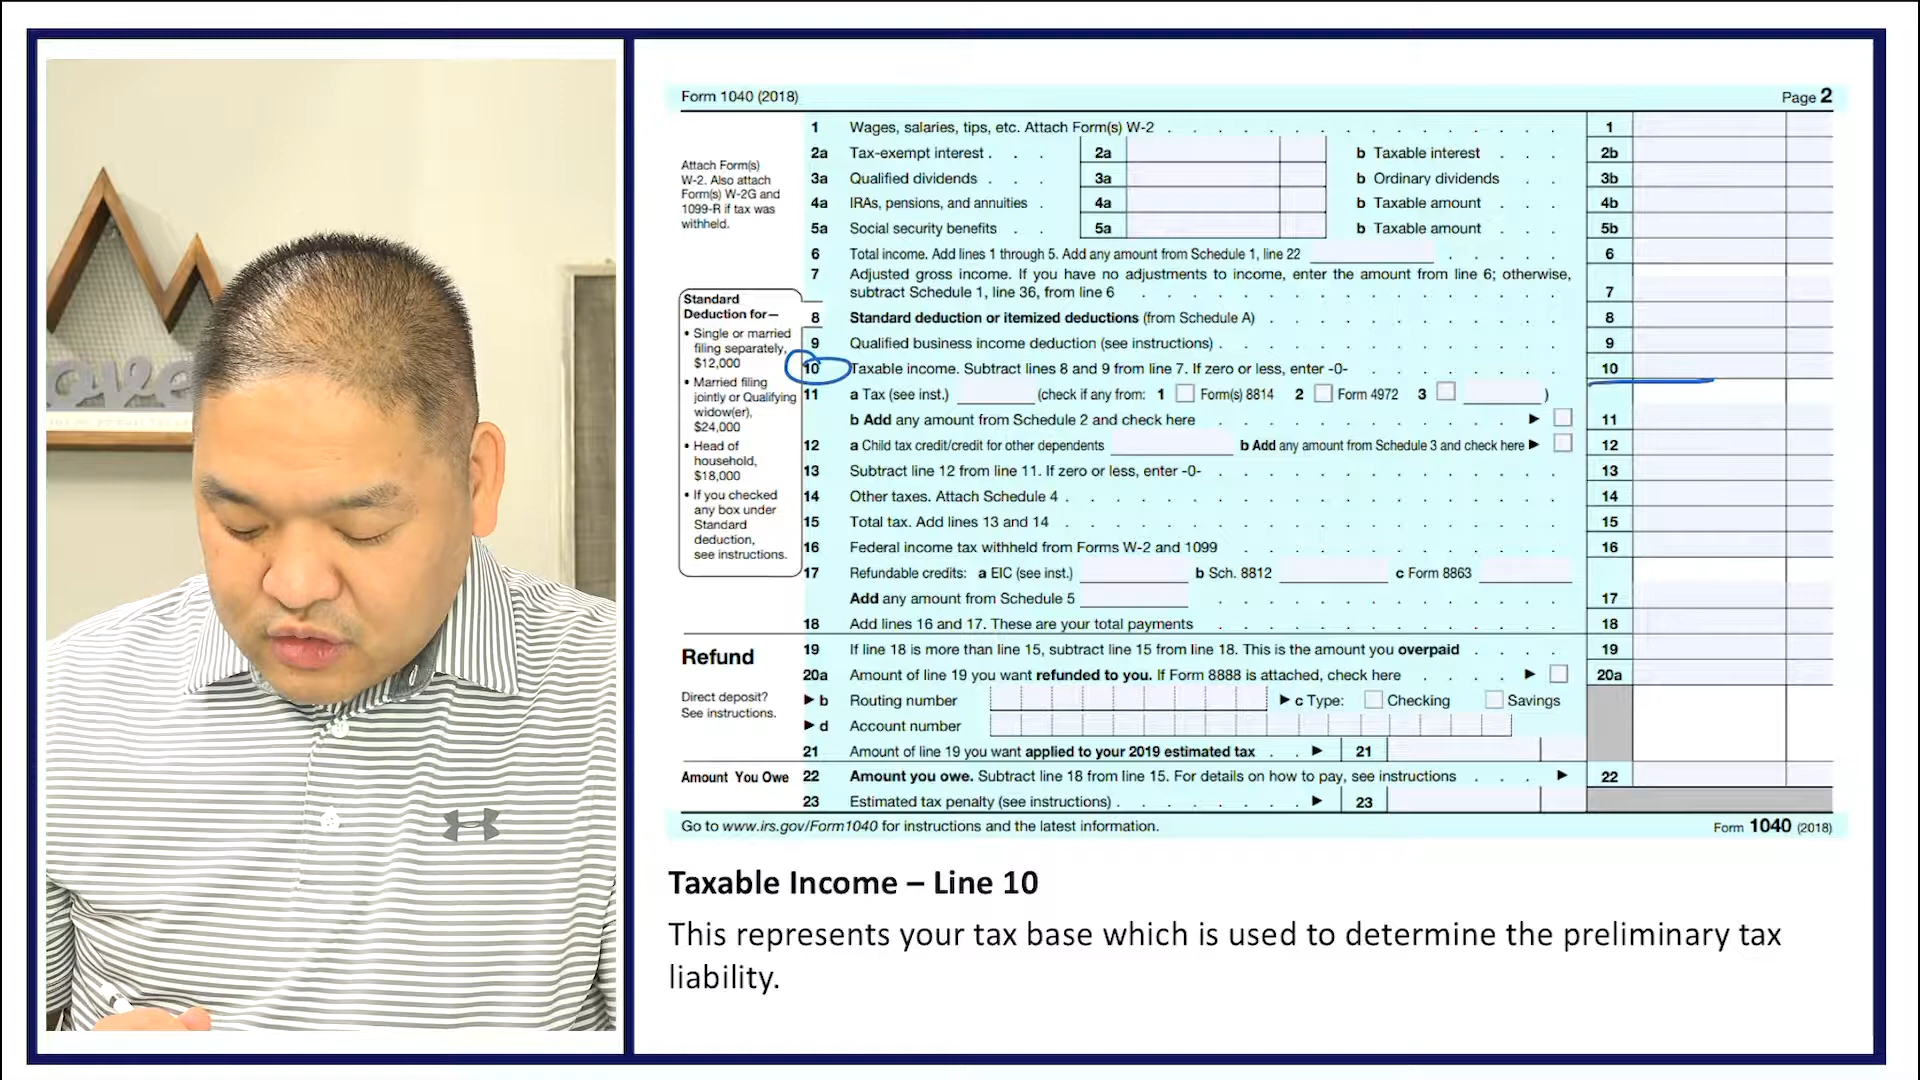 ove
Form 1040 (2018) Page 2
Attach Form(s)
W-2. Also attach
Form(s) W-2G and
1099-R if tax was
withheld.
1 Wages, salaries, tips, etc. Attach Form(s) W-2 1
2a Tax-exempt interest 2a b Taxable interest 2b
3a Qualified dividends 3a b Ordinary dividends 3b
4a IRAs, pensions, and annuities 4a b Taxable amount 4b
5a Social security benefits 5a b Taxable amount 5b
6 Total income. Add lines 1 through 5. Add any amount from Schedule 1, line 22 6
7 Adjusted gross income. If you have no adjustments to income, enter the amount from line 6; otherwise,
subtract Schedule 1, line 36, from line 6 7
Standard
Deduction for—
• Single or married
filing separately,
$12,000
• Married filing
jointly or Qualifying
widow(er),
$24,000
• Head of
household,
$18,000
• If you checked
any box under
Standard
deduction,
see instructions.
8 Standard deduction or itemized deductions (from Schedule A) 8
9 Qualified business income deduction (see instructions) 9
10 Taxable income. Subtract lines 8 and 9 from line 7. If zero or less, enter -0- 10
11 a Tax (see inst.) (check if any from: 1 Form(s) 8814 2 Form 4972 3 )
b Add any amount from Schedule 2 and check here ▶ 11
12 a Child tax credit/credit for other dependents b Add any amount from Schedule 3 and check here ▶ 12
13 Subtract line 12 from line 11. If zero or less, enter -0- 13
14 Other taxes. Attach Schedule 4 14
15 Total tax. Add lines 13 and 14 15
16 Federal income tax withheld from Forms W-2 and 1099 16
17 Refundable credits: a EIC (see inst.) b Sch. 8812 c Form 8863
Add any amount from Schedule 5 17
18 Add lines 16 and 17. These are your total payments 18
Refund 19 If line 18 is more than line 15, subtract line 15 from line 18. This is the amount you overpaid 19
20a Amount of line 19 you want refunded to you. If Form 8888 is attached, check here ▶ 20a
Direct deposit?
See instructions.
▶ b Routing number ▶ c Type: Checking Savings
▶ d Account number
21 Amount of line 19 you want applied to your 2019 estimated tax ▶ 21
Amount You Owe 22 Amount you owe. Subtract line 18 from line 15. For details on how to pay, see instructions ▶ 22
23 Estimated tax penalty (see instructions) ▶ 23
Go to www.irs.gov/Form1040 for instructions and the latest information. Form 1040 (2018)
Taxable Income – Line 10
This represents your tax base which is used to determine the preliminary tax
liability.